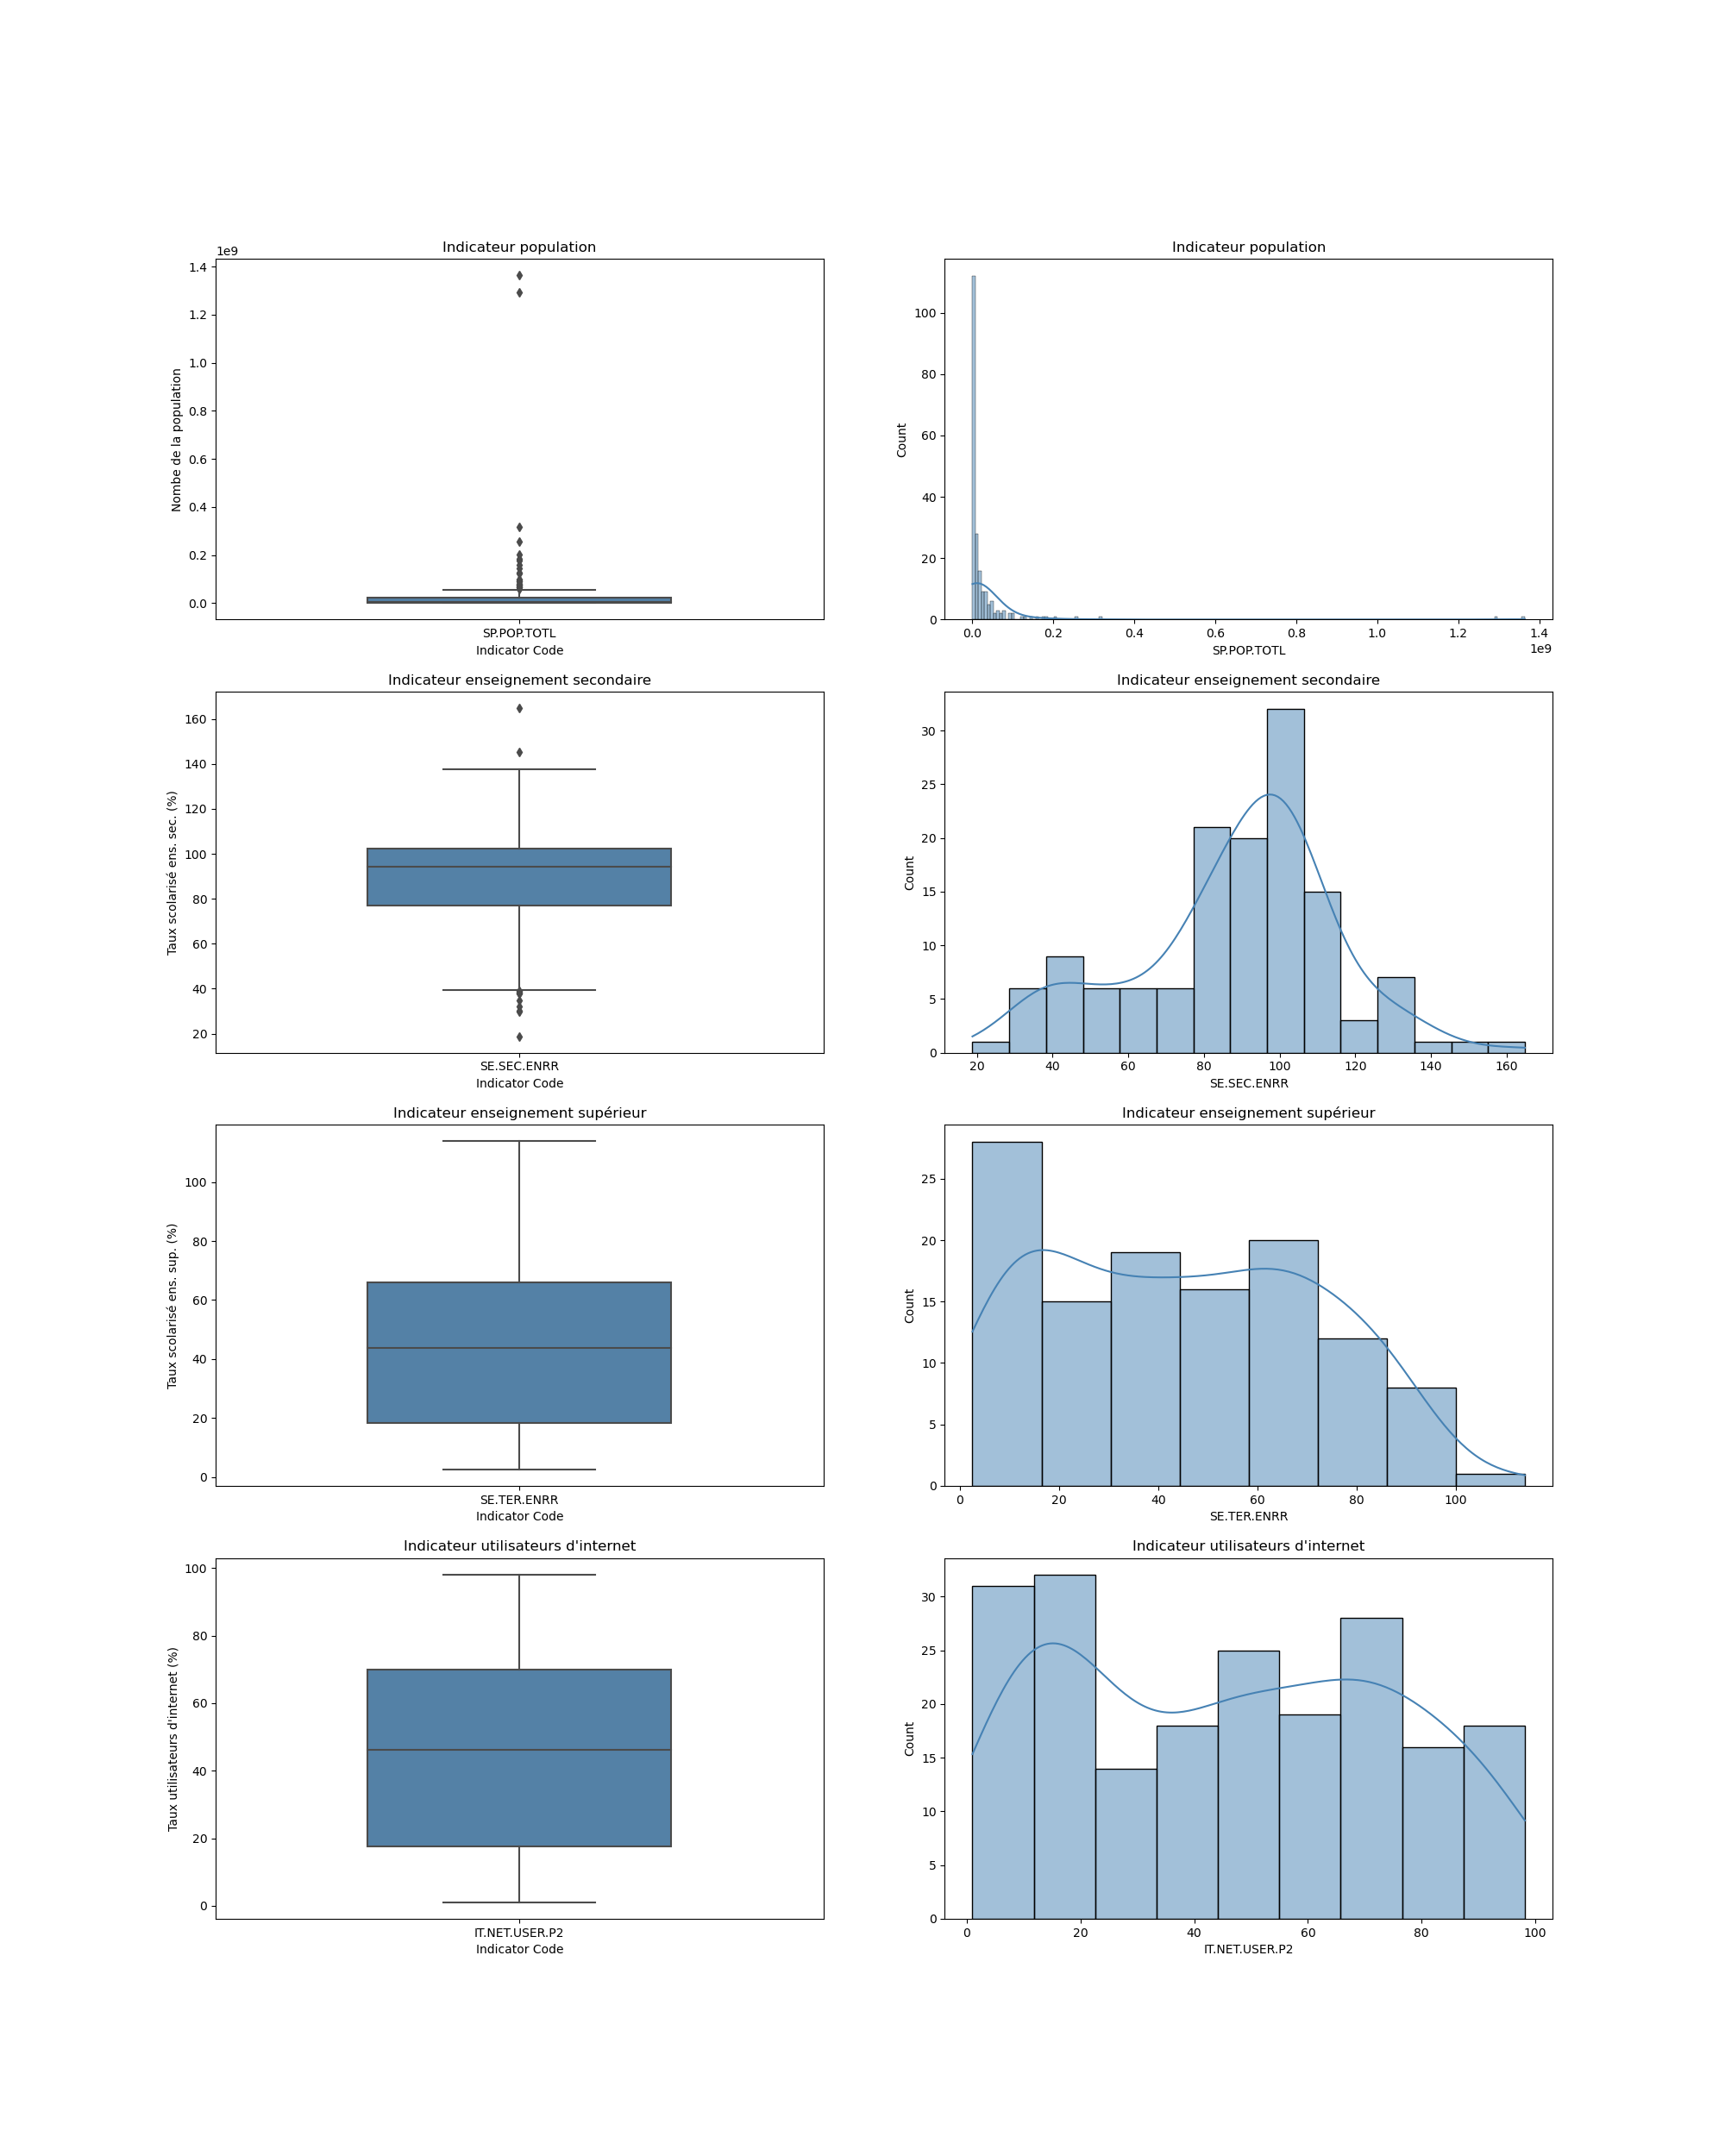 Indicateur population
1e9
1.4
1.2
1.0
0.8
0.6
0.4
0.2
0.0
Nombe de la population
SP.POP.TOTL
Indicator Code
Indicateur population
100
80
60
40
20
0
Count
0.0 0.2 0.4 0.6 0.8 1.0 1.2 1.4
1e9
SP.POP.TOTL
Indicateur enseignement secondaire
160
140
120
100
80
60
40
20
Taux scolarisé ens. sec. (%)
SE.SEC.ENRR
Indicator Code
Indicateur enseignement secondaire
30
25
20
15
10
5
0
Count
20 40 60 80 100 120 140 160
SE.SEC.ENRR
Indicateur enseignement supérieur
100
80
60
40
20
0
Taux scolarisé ens. sup. (%)
SE.TER.ENRR
Indicator Code
Indicateur enseignement supérieur
25
20
15
10
5
0
Count
0 20 40 60 80 100
SE.TER.ENRR
Indicateur utilisateurs d'internet
100
80
60
40
20
0
Taux utilisateurs d'internet (%)
IT.NET.USER.P2
Indicator Code
Indicateur utilisateurs d'internet
30
25
20
15
10
5
0
Count
0 20 40 60 80 100
IT.NET.USER.P2